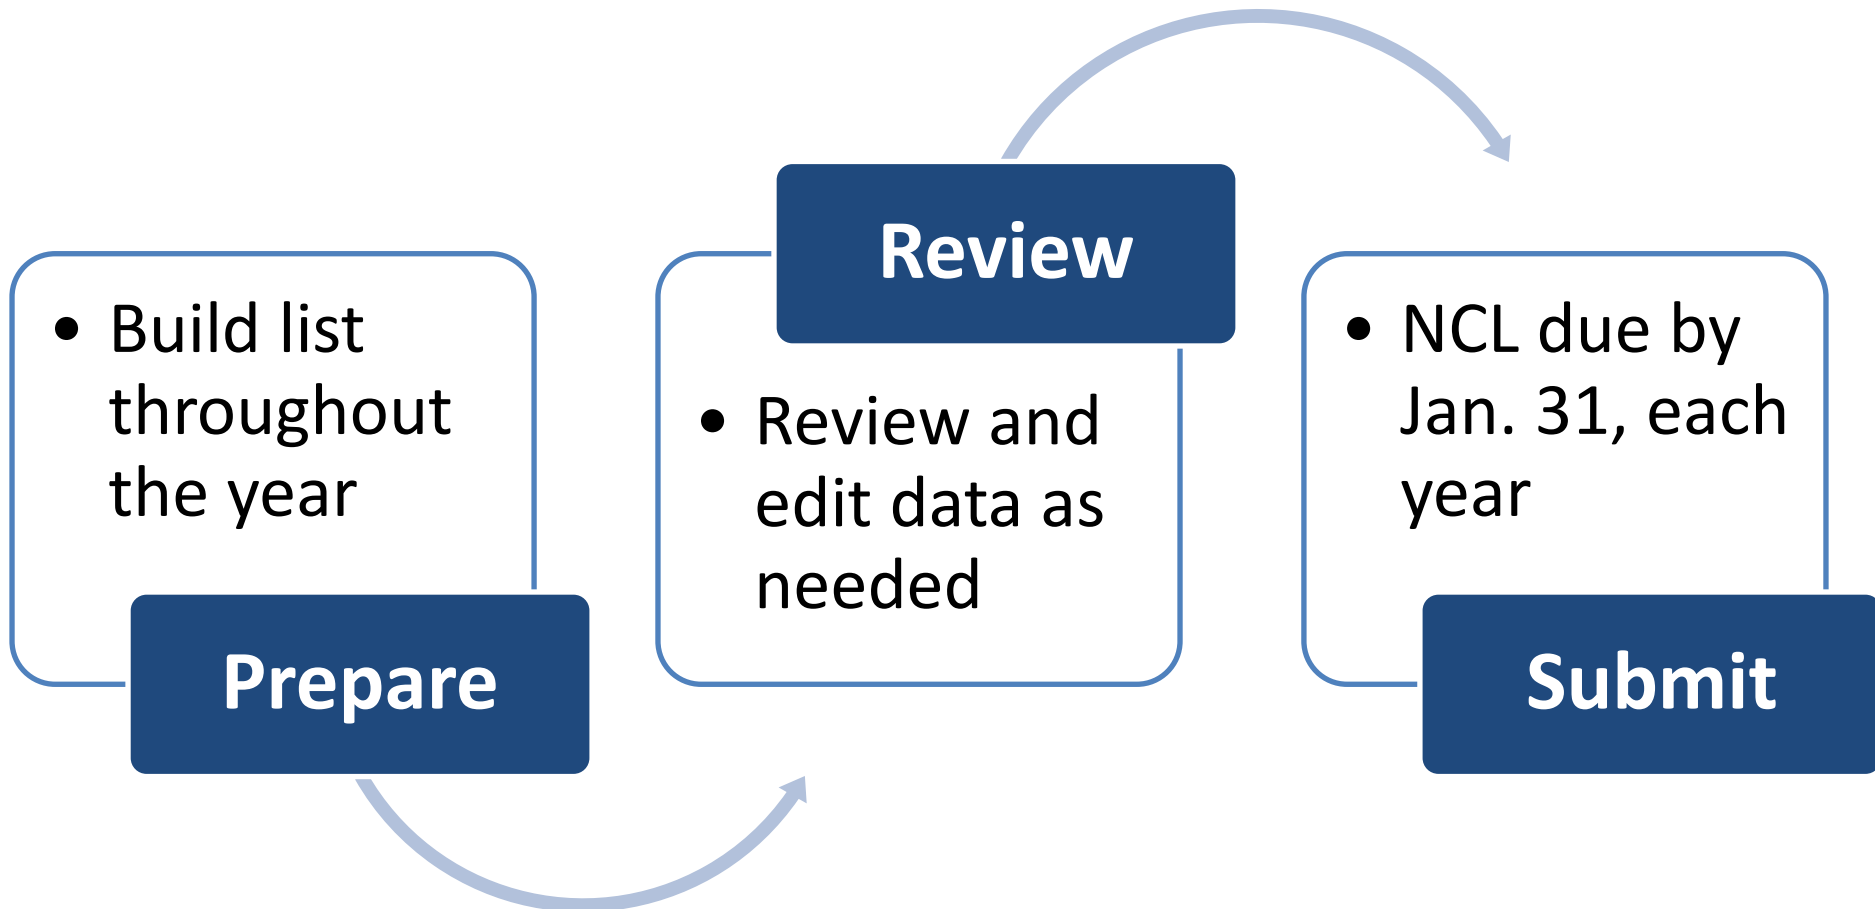 • Build list
throughout
the year
Prepare
Review
• Review and
edit data as
needed
• NCL due by
Jan. 31, each
year
Submit